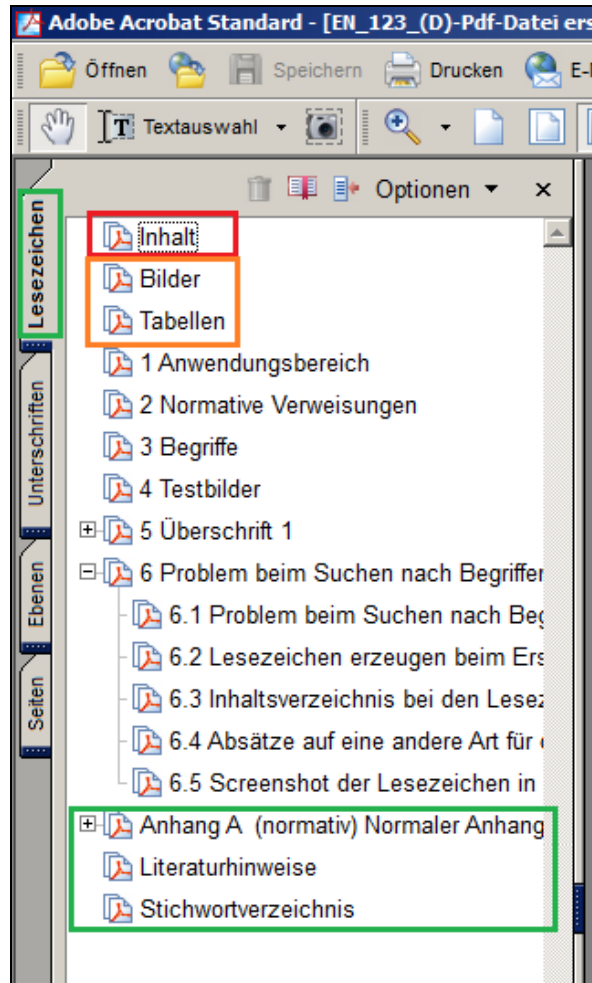 Adobe Acrobat Standard - [EN_123_(D)-Pdf-Datei ers
Öffnen Speichern Drucken E-
Textauswahl
Optionen
Lesezeichen
Unterschriften
Ebenen
Seiten
Inhalt
Bilder
Tabellen
1 Anwendungsbereich
2 Normative Verweisungen
3 Begriffe
4 Testbilder
5 Überschrift 1
6 Problem beim Suchen nach Begriffen
6.1 Problem beim Suchen nach Beg
6.2 Lesezeichen erzeugen beim Ers
6.3 Inhaltsverzeichnis bei den Lesez
6.4 Absätze auf eine andere Art für
6.5 Screenshot der Lesezeichen in
Anhang A (normativ) Normaler Anhang
Literaturhinweise
Stichwortverzeichnis